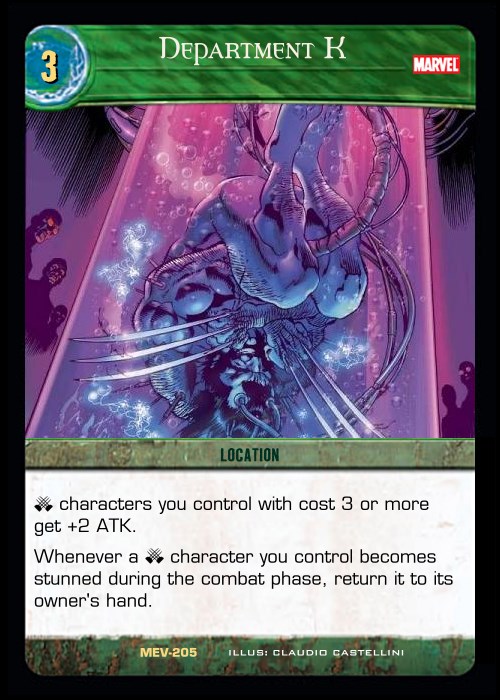 3
Department K
MARVEL
LOCATION
characters you control with cost 3 or more
get +2 ATK.
Whenever a character you control becomes
stunned during the combat phase, return it to its
owner's hand.
MEV-205 ILLUS: CLAUDIO CASTELLINI